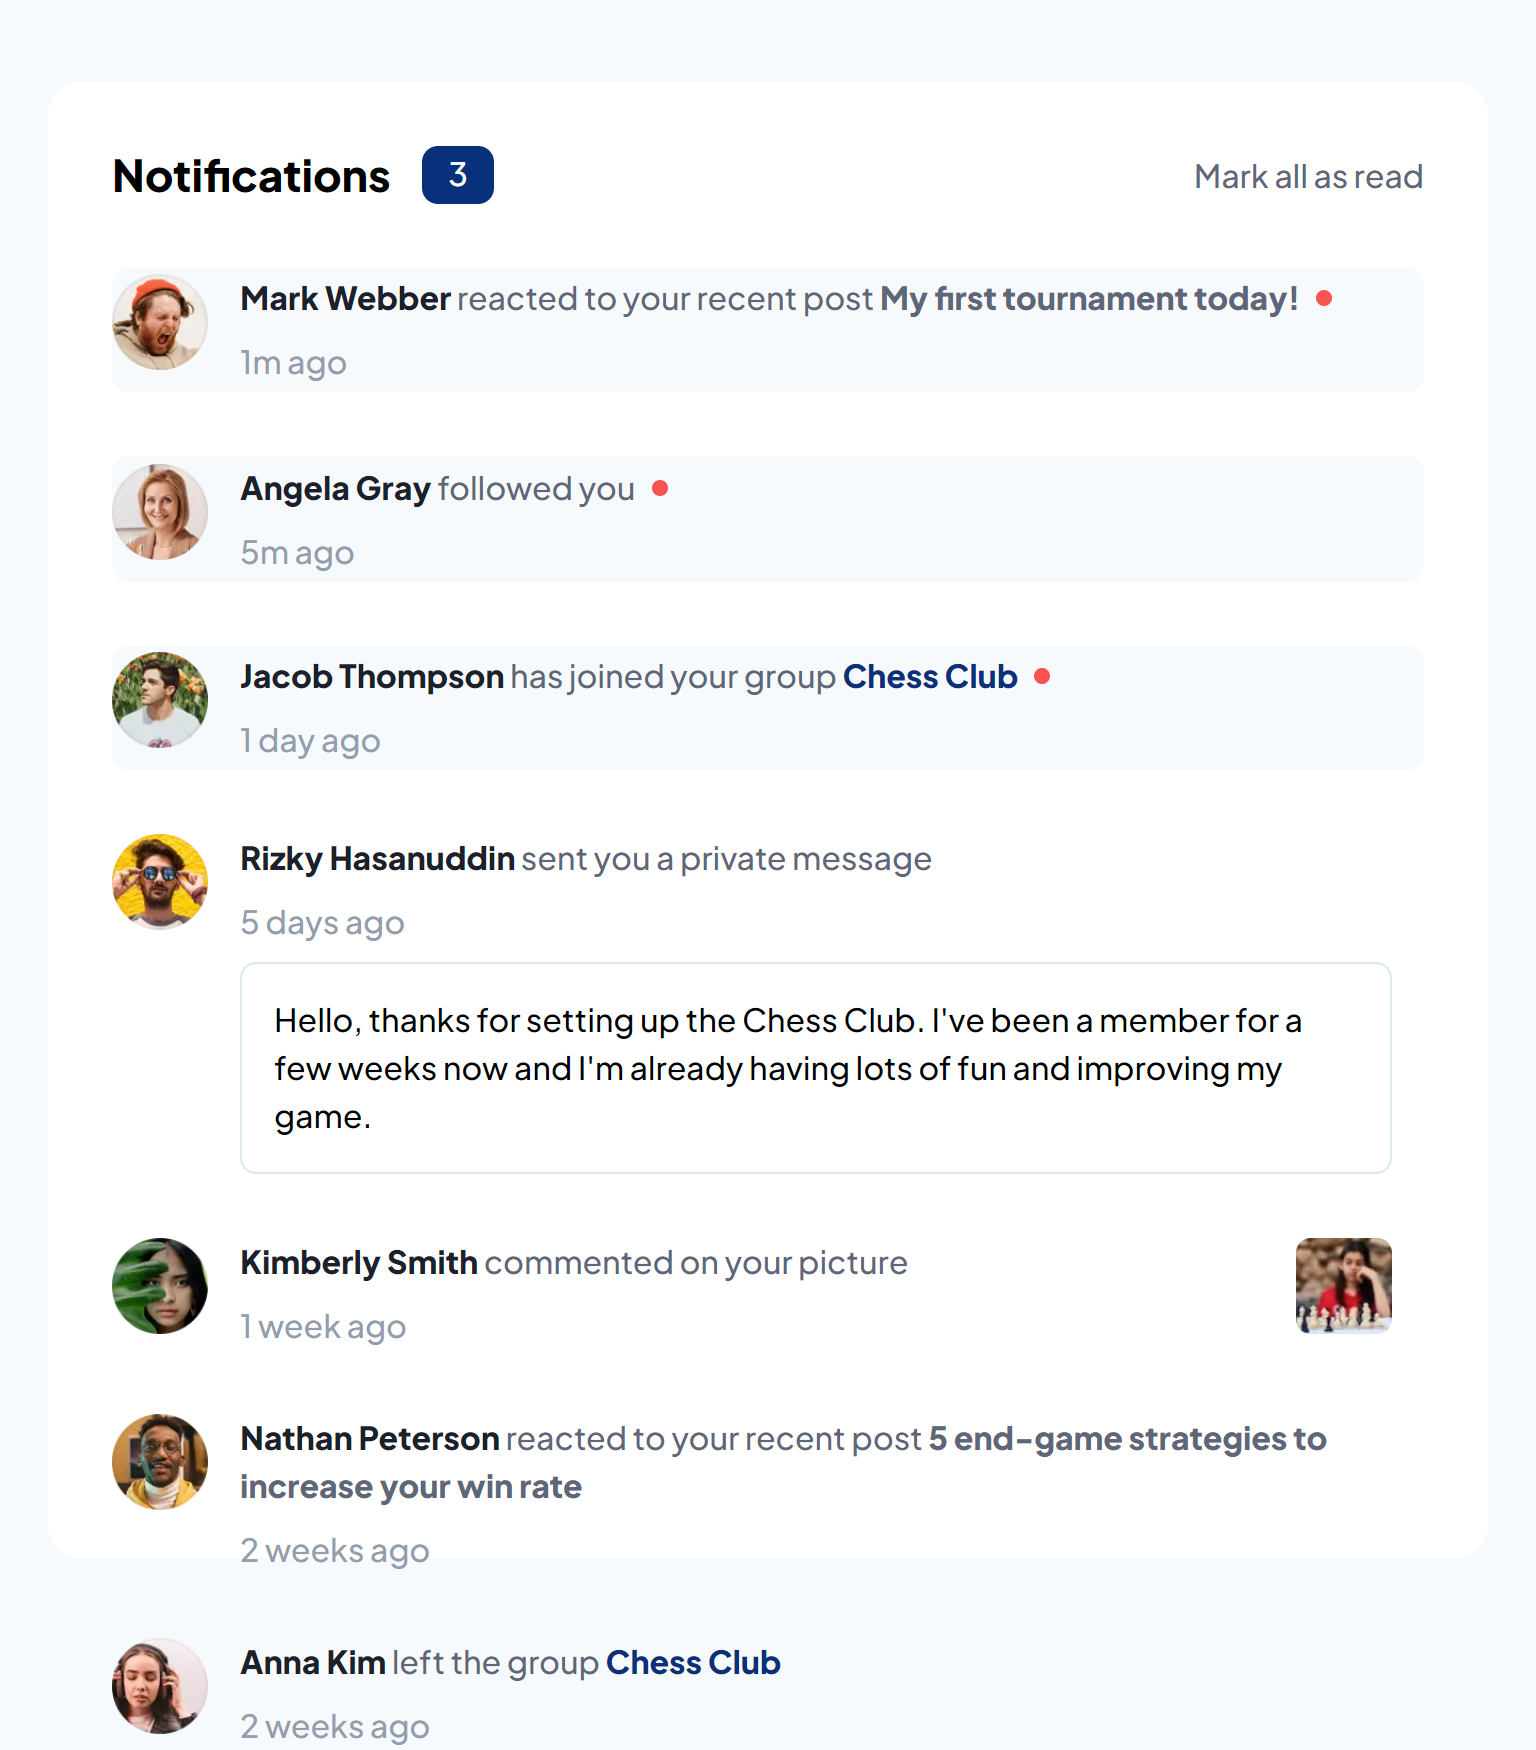 Notifications 3 Mark all as read
Mark Webber reacted to your recent post My first tournament today!
1m ago
Angela Gray followed you
5m ago
Jacob Thompson has joined your group Chess Club
1 day ago
Rizky Hasanuddin sent you a private message
5 days ago
Hello, thanks for setting up the Chess Club. I've been a member for a
few weeks now and I'm already having lots of fun and improving my
game.
Kimberly Smith commented on your picture
1 week ago
Nathan Peterson reacted to your recent post 5 end-game strategies to
increase your win rate
2 weeks ago
Anna Kim left the group Chess Club
2 weeks ago